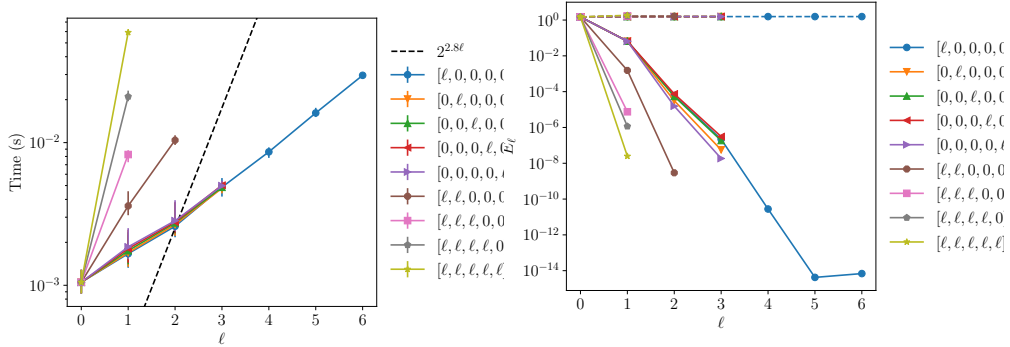 Time (s)
10⁻²
10⁻³
0 1 2 3 4 5 6
ℓ
2^{2.8ℓ}
[ℓ, 0, 0, 0, 0
[0, ℓ, 0, 0, 0
[0, 0, ℓ, 0, 0
[0, 0, 0, ℓ, 0
[0, 0, 0, 0, ℓ
[ℓ, ℓ, 0, 0, 0
[ℓ, ℓ, ℓ, 0, 0
[ℓ, ℓ, ℓ, ℓ, 0
[ℓ, ℓ, ℓ, ℓ, ℓ]
E_ℓ
10⁰
10⁻²
10⁻⁴
10⁻⁶
10⁻⁸
10⁻¹⁰
10⁻¹²
10⁻¹⁴
0 1 2 3 4 5 6
ℓ
[ℓ, 0, 0, 0, 0
[0, ℓ, 0, 0, 0
[0, 0, ℓ, 0, 0
[0, 0, 0, ℓ, 0
[0, 0, 0, 0, ℓ
[ℓ, ℓ, 0, 0, 0
[ℓ, ℓ, ℓ, 0, 0
[ℓ, ℓ, ℓ, ℓ, 0
[ℓ, ℓ, ℓ, ℓ, ℓ]